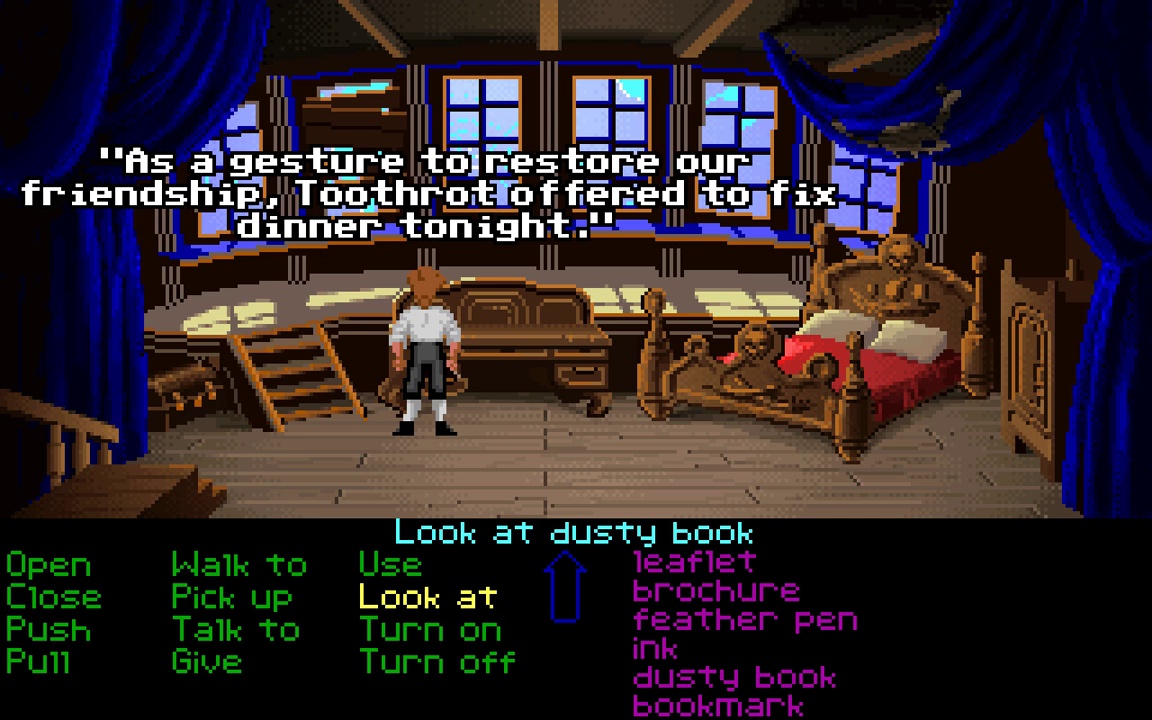 "As a gesture to restore our
friendship, Toothrot offered to fix
dinner tonight."
Look at dusty book
Open
Walk to
Use
leaflet
Close
Pick up
Look at
brochure
Push
Talk to
Turn on
feather pen
Pull
Give
Turn off
ink
dusty book
bookmark